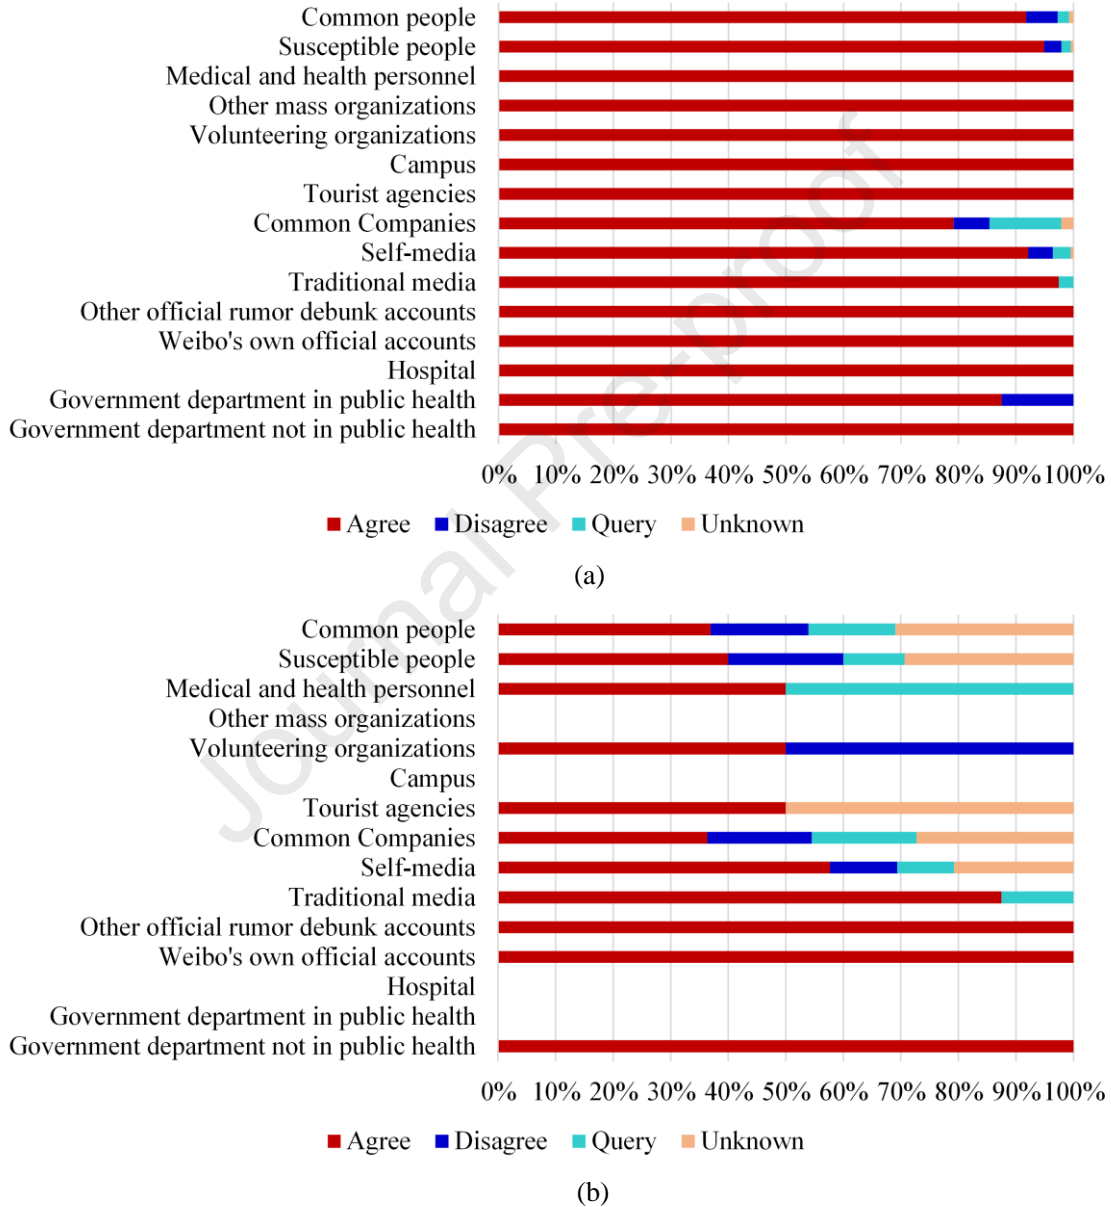 Common people
Susceptible people
Medical and health personnel
Other mass organizations
Volunteering organizations
Campus
Tourist agencies
Common Companies
Self-media
Traditional media
Other official rumor debunk accounts
Weibo's own official accounts
Hospital
Government department in public health
Government department not in public health
0% 10% 20% 30% 40% 50% 60% 70% 80% 90% 100%
Agree Disagree Query Unknown
(a)
Common people
Susceptible people
Medical and health personnel
Other mass organizations
Volunteering organizations
Campus
Tourist agencies
Common Companies
Self-media
Traditional media
Other official rumor debunk accounts
Weibo's own official accounts
Hospital
Government department in public health
Government department not in public health
0% 10% 20% 30% 40% 50% 60% 70% 80% 90% 100%
Agree Disagree Query Unknown
(b)
Journal Pre-proof